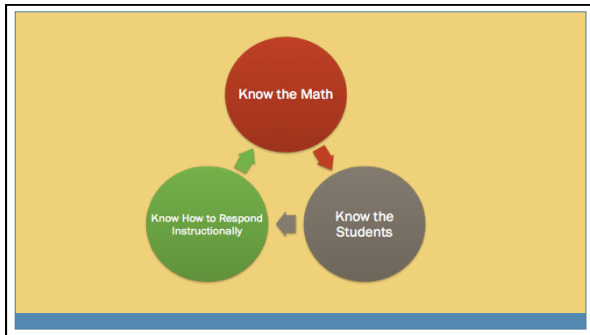 Know the Math
Know How to Respond
Instructionally
Know the
Students